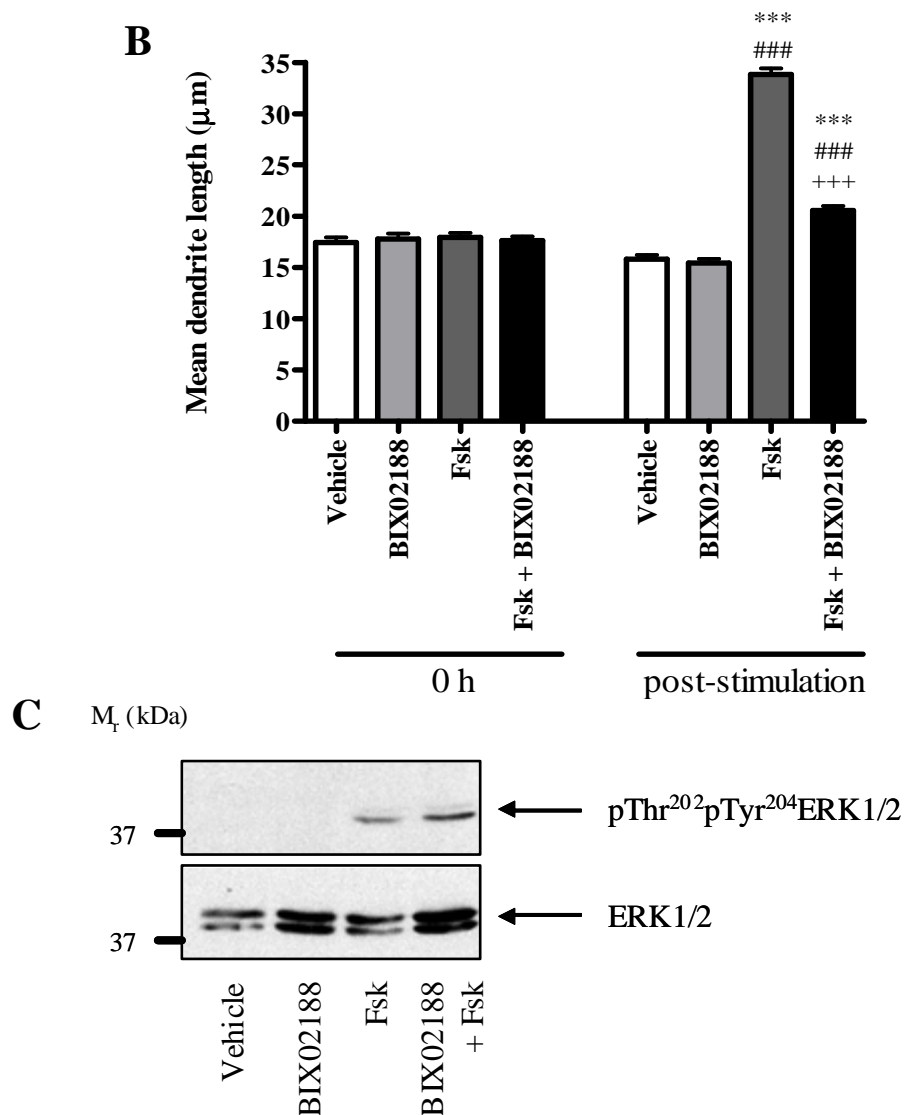 B
Mean dendrite length (μm)
35
30
25
20
15
10
5
0
***
###
***
###
+++
Vehicle
BIX02188
Fsk
Fsk + BIX02188
Vehicle
BIX02188
Fsk
Fsk + BIX02188
0 h
post-stimulation
C
Mᵣ (kDa)
37
pThr²⁰²pTyr²⁰⁴ERK1/2
37
ERK1/2
Vehicle
BIX02188
Fsk
BIX02188
+ Fsk